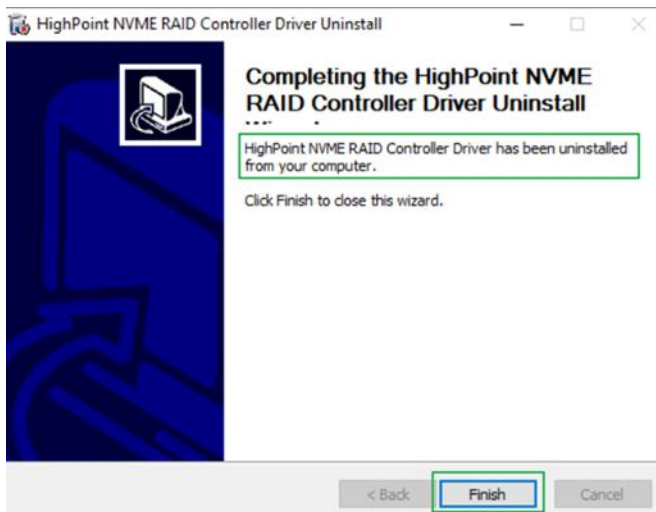 HighPoint NVME RAID Controller Driver Uninstall
Completing the HighPoint NVME
RAID Controller Driver Uninstall
HighPoint NVME RAID Controller Driver has been uninstalled
from your computer.
Click Finish to close this wizard.
< Back
Finish
Cancel